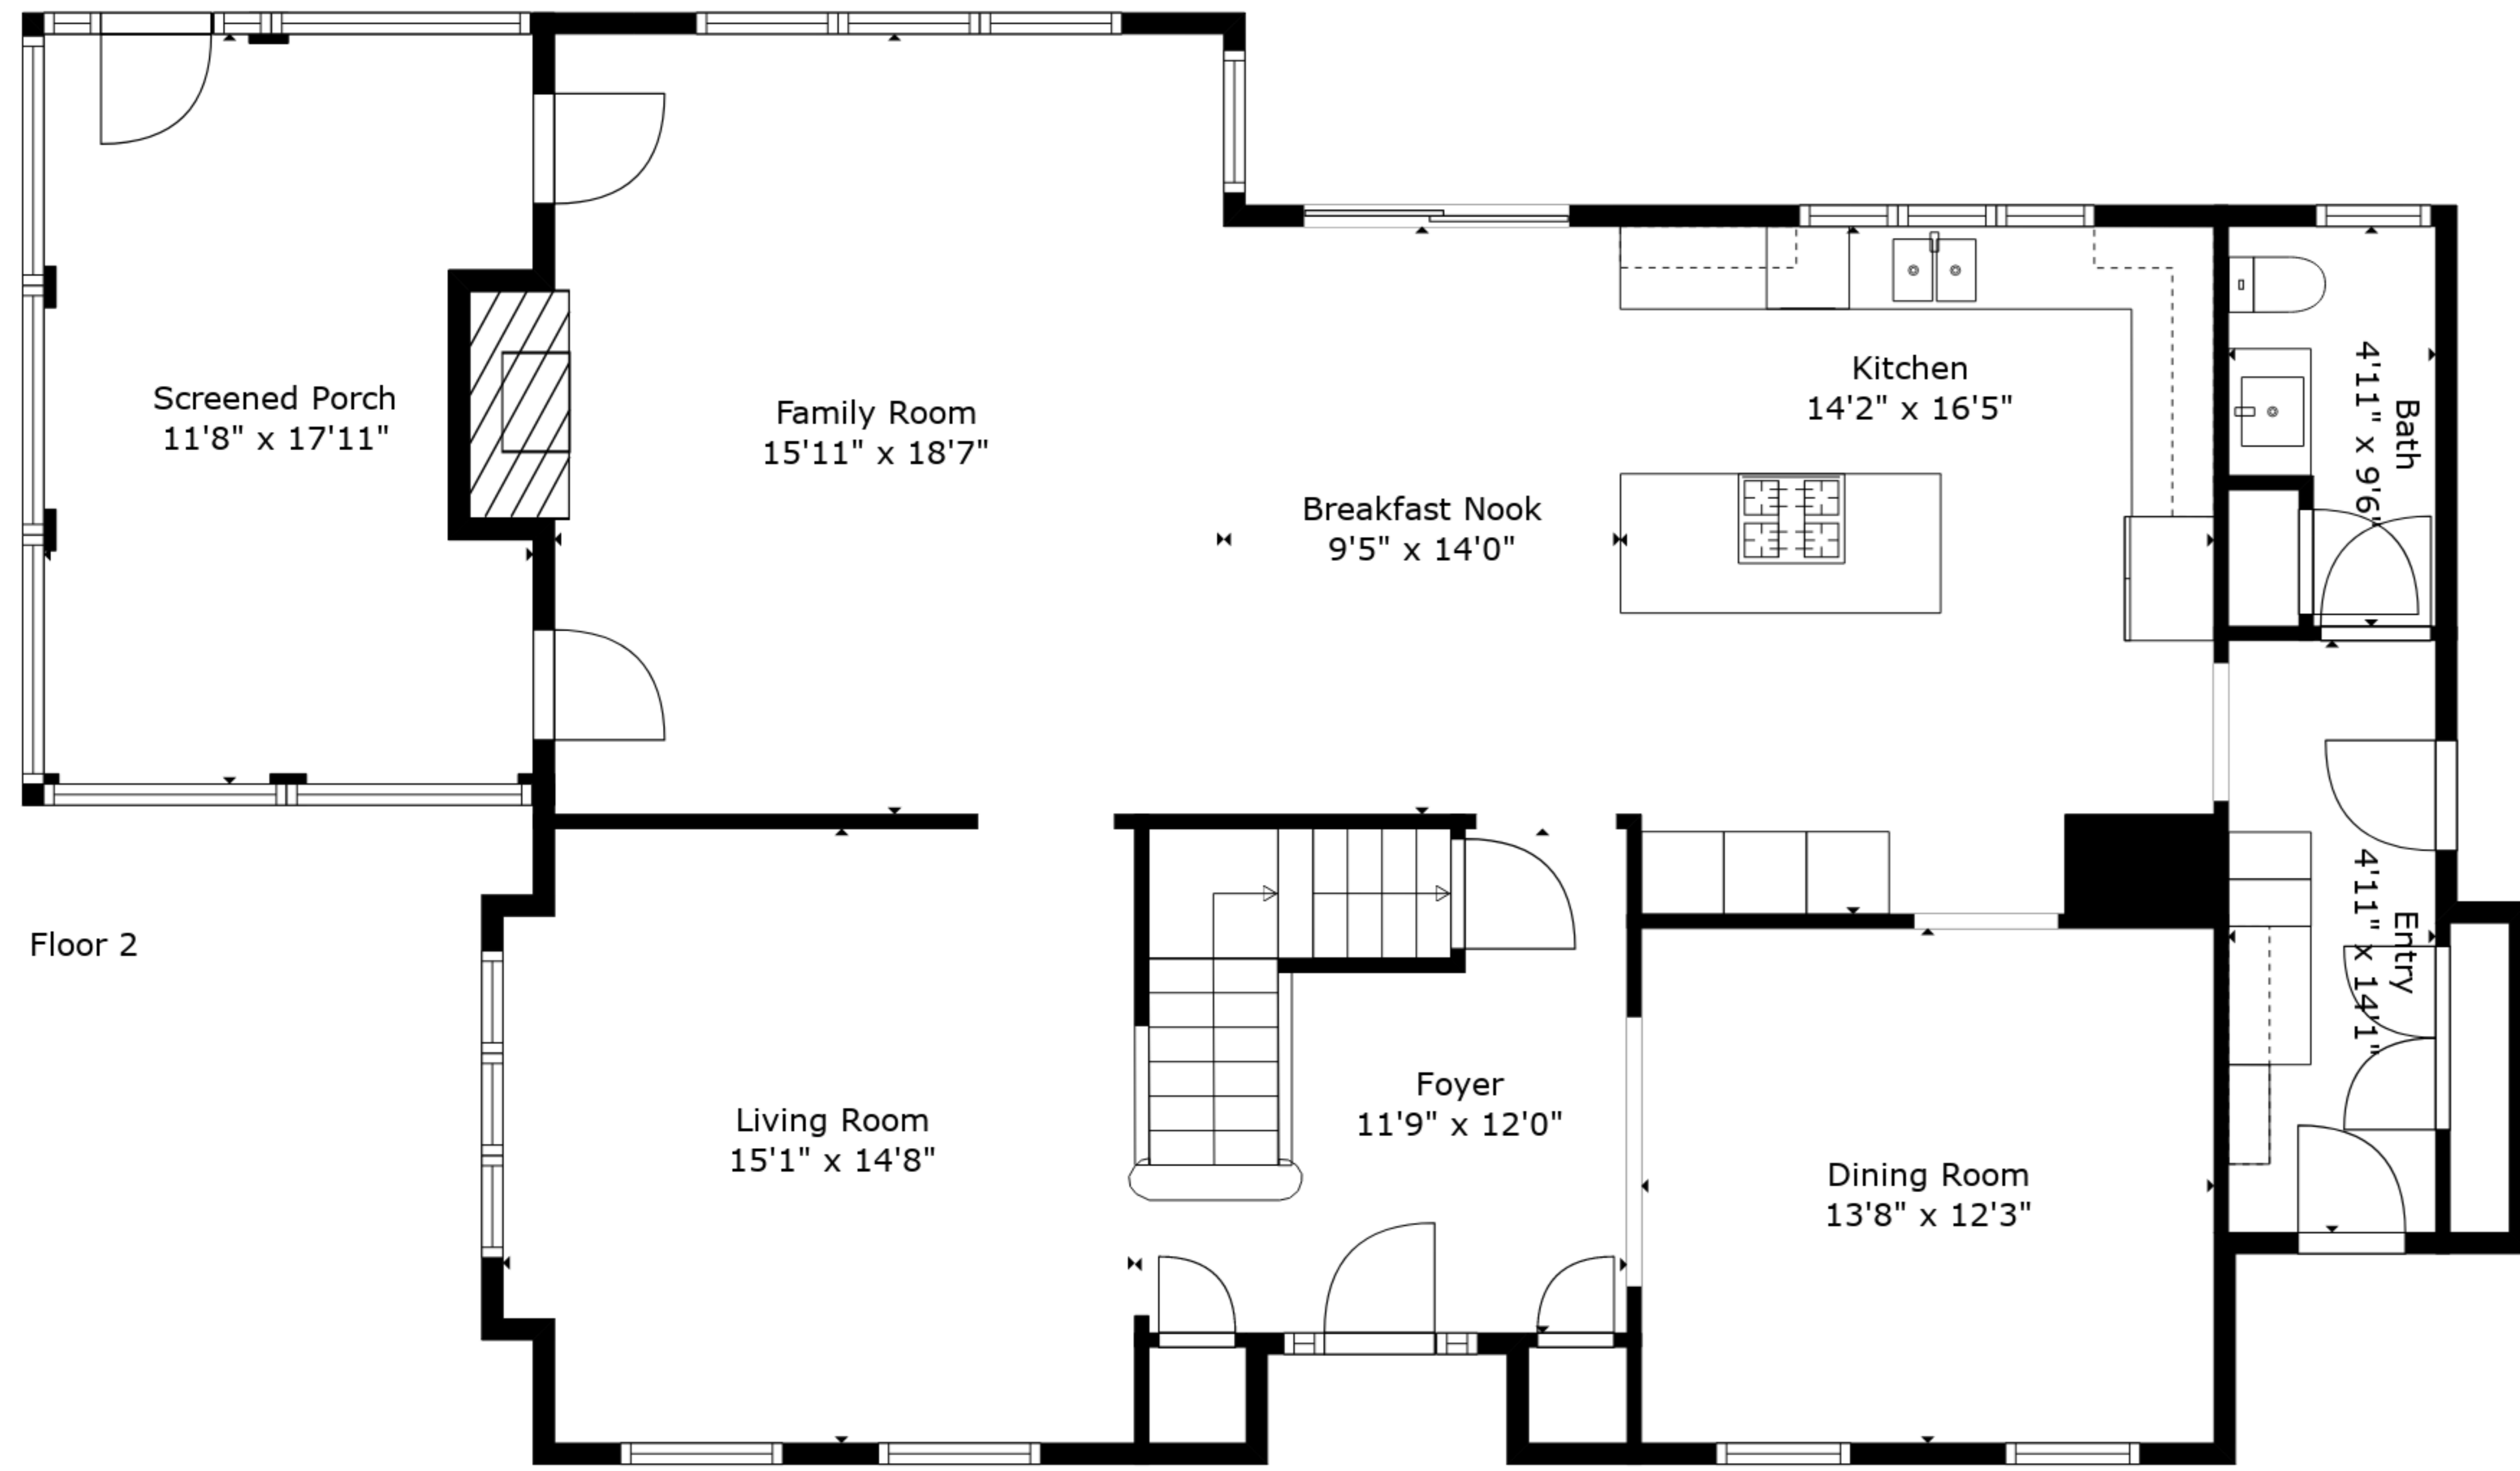 Screened Porch
11'8" x 17'11"
Family Room
15'11" x 18'7"
Breakfast Nook
9'5" x 14'0"
Kitchen
14'2" x 16'5"
Bath
4'11" x 9'6"
Floor 2
Living Room
15'1" x 14'8"
Foyer
11'9" x 12'0"
Dining Room
13'8" x 12'3"
Entry
4'11" x 14'1"